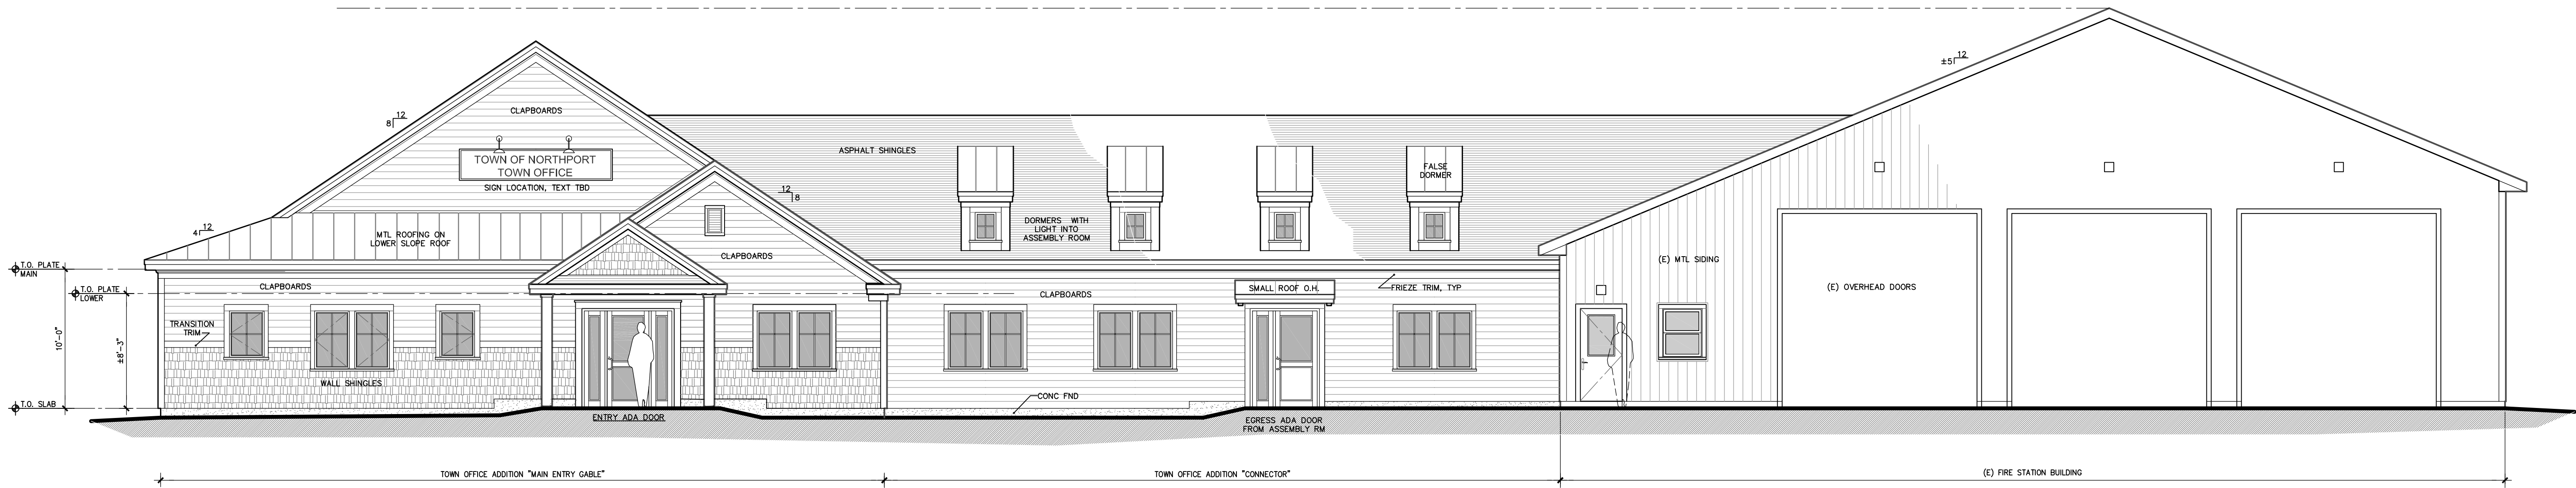 12
±5
CLAPBOARDS
12
8
ASPHALT SHINGLES
TOWN OF NORTHPORT
TOWN OFFICE
SIGN LOCATION, TEXT TBD
FALSE
DORMER
12
8
DORMERS WITH
LIGHT INTO
ASSEMBLY ROOM
12
4
MTL ROOFING ON
LOWER SLOPE ROOF
CLAPBOARDS
(E) MTL SIDING
T.O. PLATE
MAIN
CLAPBOARDS
T.O. PLATE
LOWER
CLAPBOARDS
SMALL ROOF O.H.
FRIEZE TRIM, TYP
(E) OVERHEAD DOORS
TRANSITION
TRIM
10'-0"
±8'-3"
WALL SHINGLES
CONC FND
T.O. SLAB
ENTRY ADA DOOR
EGRESS ADA DOOR
FROM ASSEMBLY RM
TOWN OFFICE ADDITION "MAIN ENTRY GABLE"
TOWN OFFICE ADDITION "CONNECTOR"
(E) FIRE STATION BUILDING